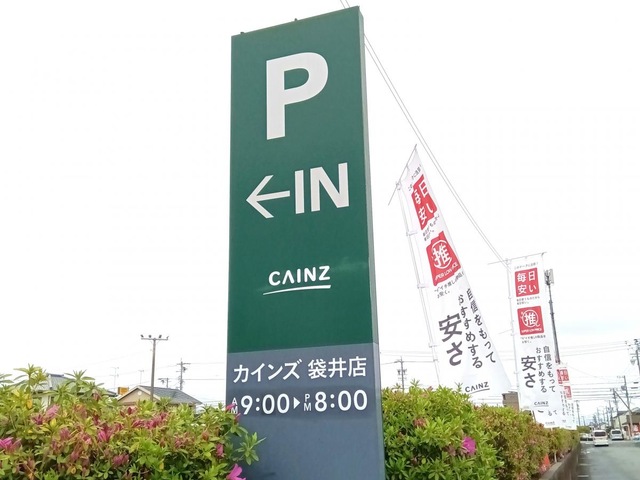 P
←IN
CAINZ
カインズ 袋井店
AM 9:00▶PM 8:00
毎日
安い
推
自信をもって
おすすめする
安さ
CAINZ
毎日
安い
推
自信をもって
おすすめする
安さ
CAINZ